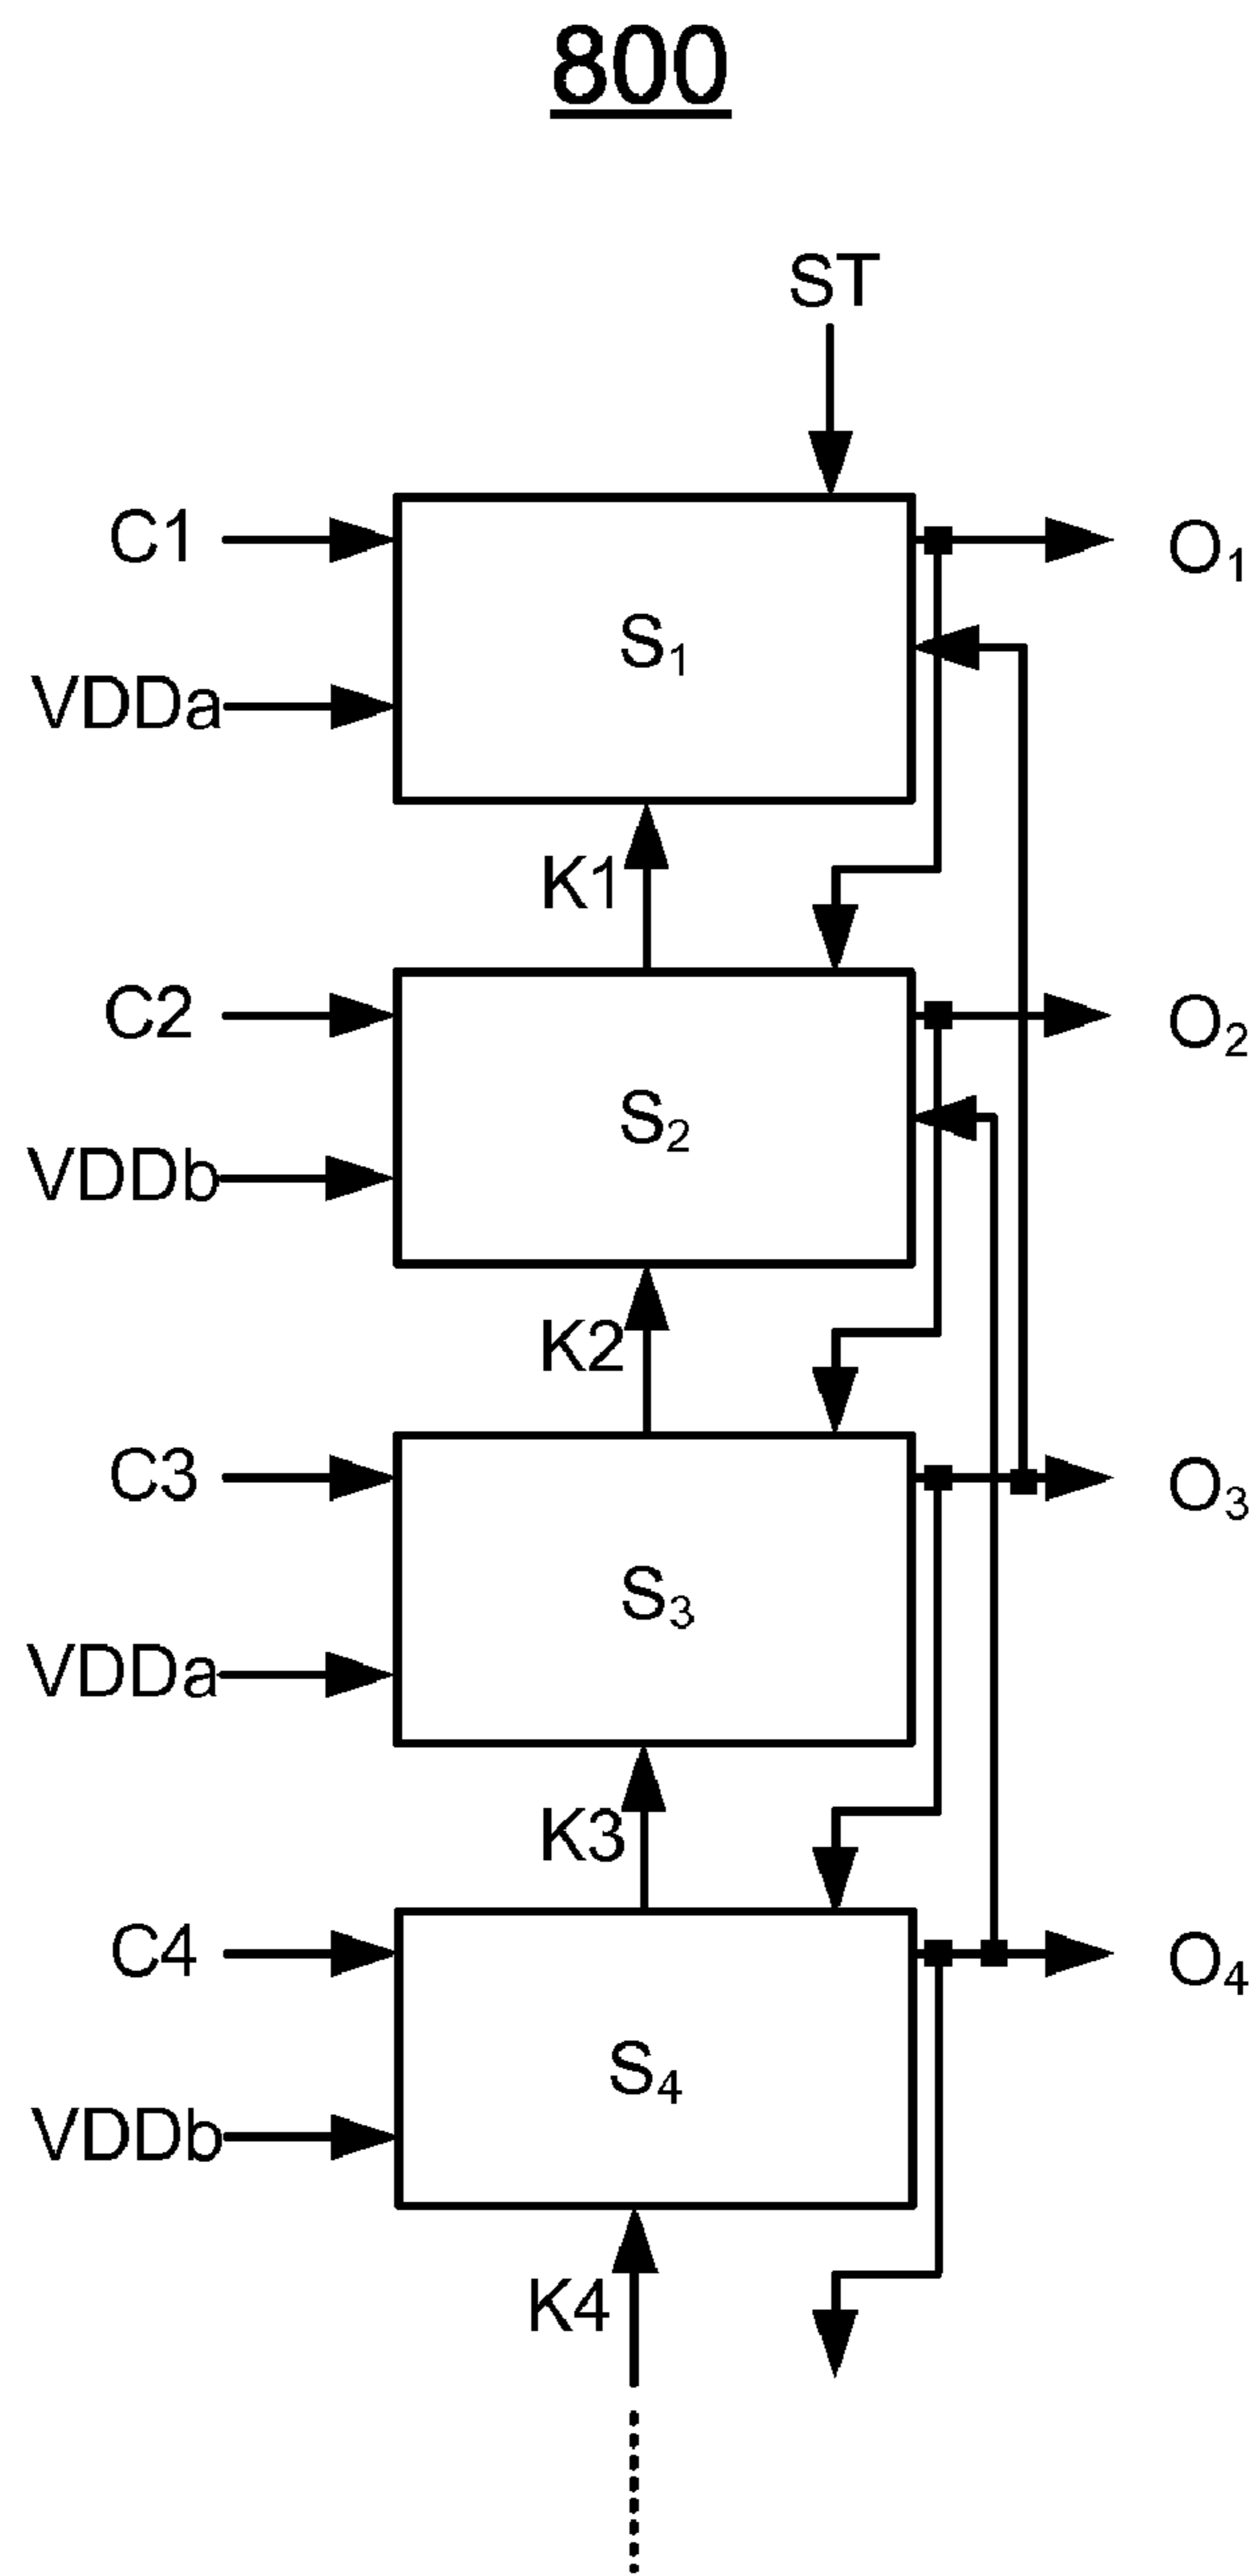 800
ST
C1
O1
S1
VDDa
K1
C2
O2
S2
VDDb
K2
C3
O3
S3
VDDa
K3
C4
O4
S4
VDDb
K4